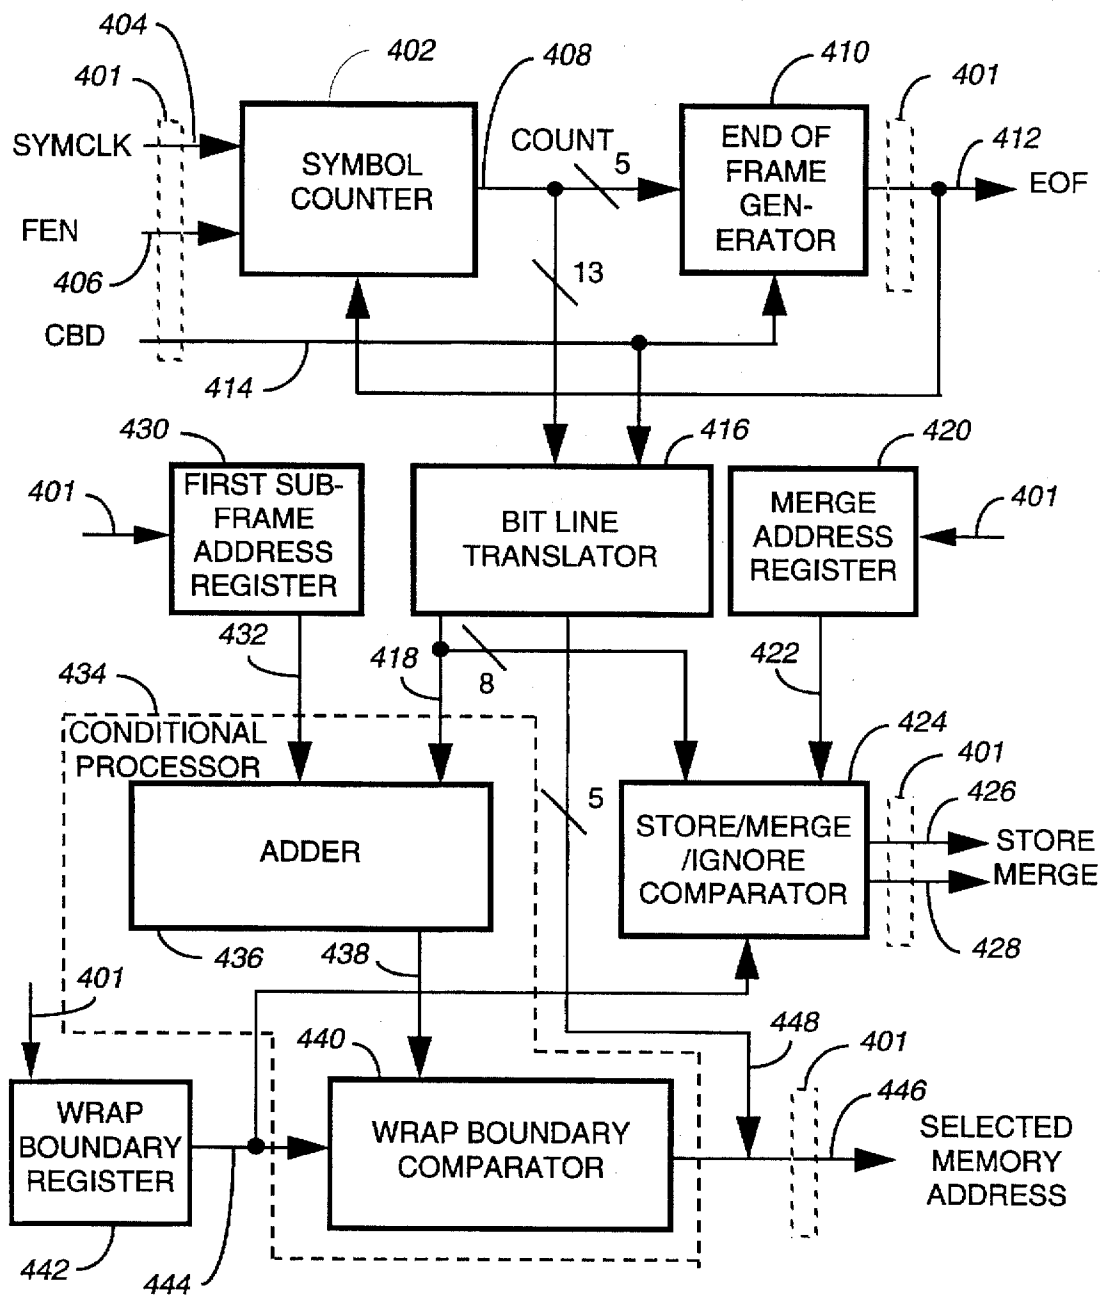 404
402
408
410
401
401
412
SYMCLK
SYMBOL
COUNTER
COUNT
5
END OF
FRAME
GEN-
ERATOR
EOF
FEN
406
13
CBD
414
430
416
420
401
FIRST SUB-
FRAME
ADDRESS
REGISTER
BIT LINE
TRANSLATOR
MERGE
ADDRESS
REGISTER
401
432
418
8
422
434
CONDITIONAL
PROCESSOR
424
401
426
5
ADDER
STORE/MERGE
/IGNORE
COMPARATOR
STORE
MERGE
436
438
428
401
440
448
401
446
WRAP
BOUNDARY
REGISTER
WRAP BOUNDARY
COMPARATOR
SELECTED
MEMORY
ADDRESS
442
444